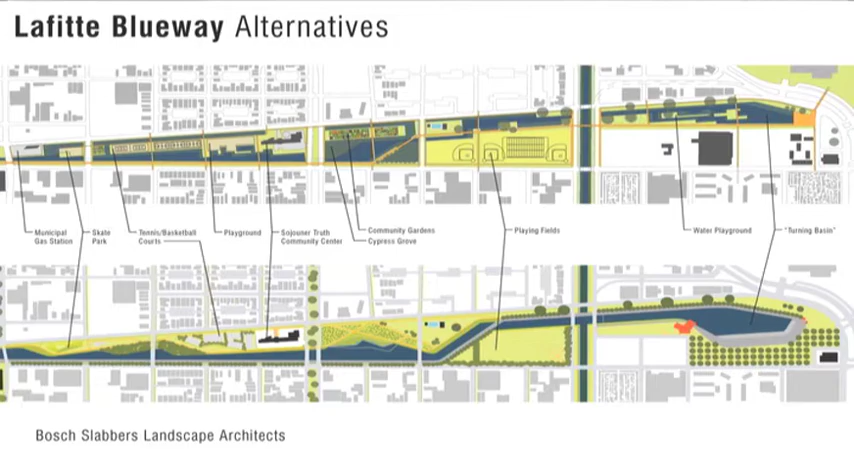 Lafitte Blueway Alternatives
Municipal
Gas Station
Skate
Park
Tennis/Basketball
Courts
Playground
Sojouner Truth
Community Center
Community Gardens
Cypress Grove
Playing Fields
Water Playground
"Turning Basin"
Bosch Slabbers Landscape Architects